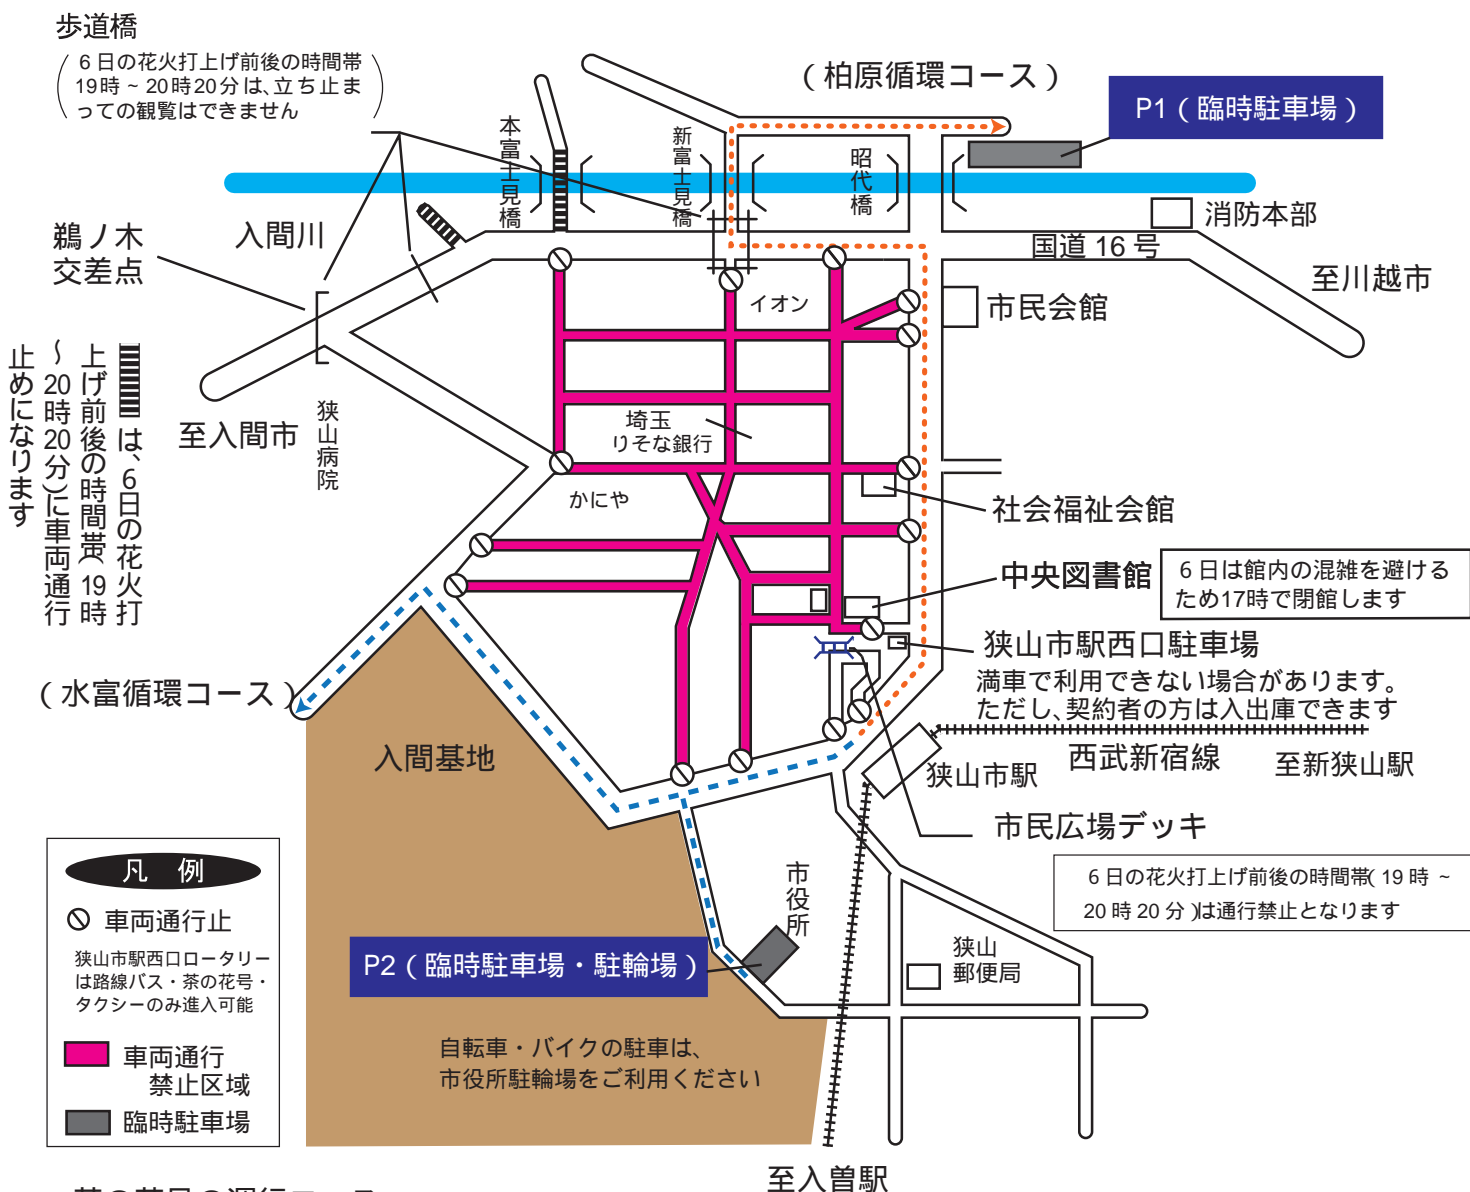 歩道橋
（6日の花火打上げ前後の時間帯
19時～20時20分は、立ち止ま
っての観覧はできません）
（柏原循環コース）
P1（臨時駐車場）
本富士見橋
新富士見橋
昭代橋
消防本部
鵜ノ木
交差点
入間川
国道 16 号
至川越市
イオン
市民会館
は、6日の花火打
上げ前後の時間帯（19時
～20時20分）に車両通行
止めになります
至入間市
狭山病院
埼玉
りそな銀行
かにや
社会福祉会館
中央図書館
6日は館内の混雑を避ける
ため17時で閉館します
狭山市駅西口駐車場
満車で利用できない場合があります。
ただし、契約者の方は入出庫できます
（水富循環コース）
入間基地
狭山市駅
西武新宿線
至新狭山駅
市民広場デッキ
6日の花火打上げ前後の時間帯（19時～
20時20分）は通行禁止となります
凡 例
車両通行止
狭山市駅西口ロータリー
は路線バス・茶の花号・
タクシーのみ進入可能
車両通行
禁止区域
臨時駐車場
市役所
P2（臨時駐車場・駐輪場）
狭山
郵便局
自転車・バイクの駐車は、
市役所駐輪場をご利用ください
至入曽駅